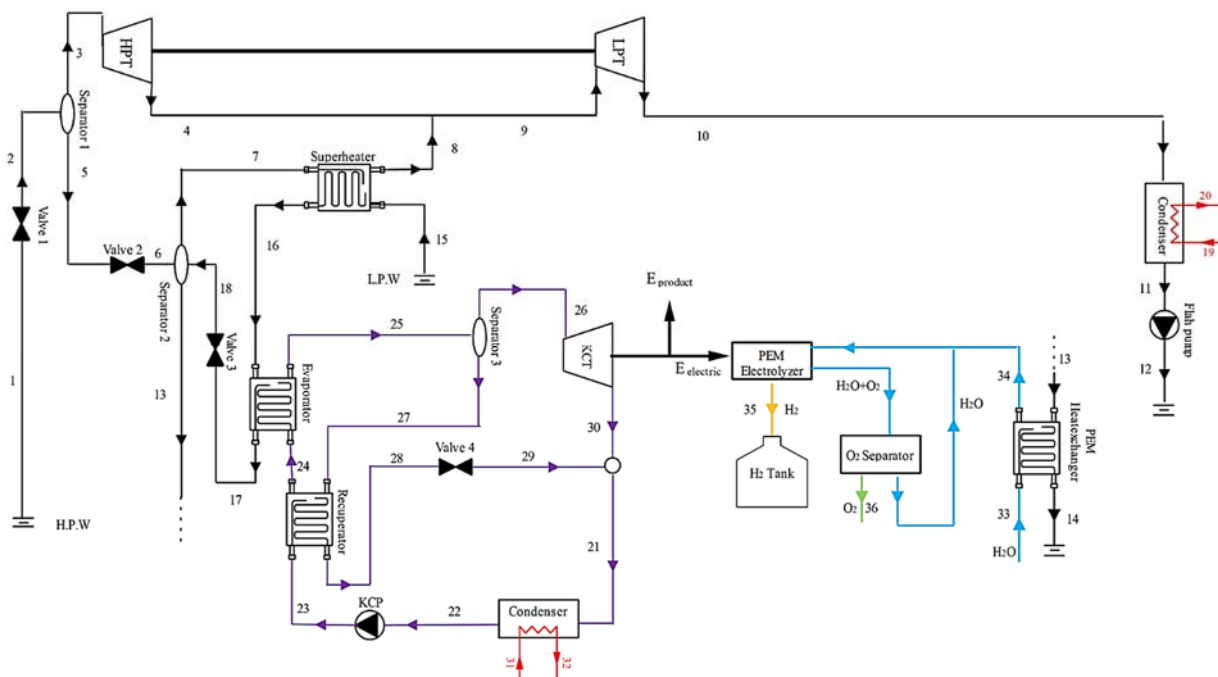 3
HPT
LPT
Separator 1
4
9
10
2
5
7
Superheater
8
Valve 1
16
15
Condenser
20
19
Valve 2
6
18
Separator 2
L.P.W
11
Flah pump
12
Valve 3
25
Separator 3
26
KCT
E product
E electric
PEM
Electrolyzer
13
34
1
13
Evaporator
27
30
35
H2
H2O+O2
H2O
PEM
Heatexchanger
Valve 4
24
28
29
H2 Tank
O2 Separator
17
Recuperator
O2
36
33
14
H.P.W
21
H2O
KCP
23
22
Condenser
31
32